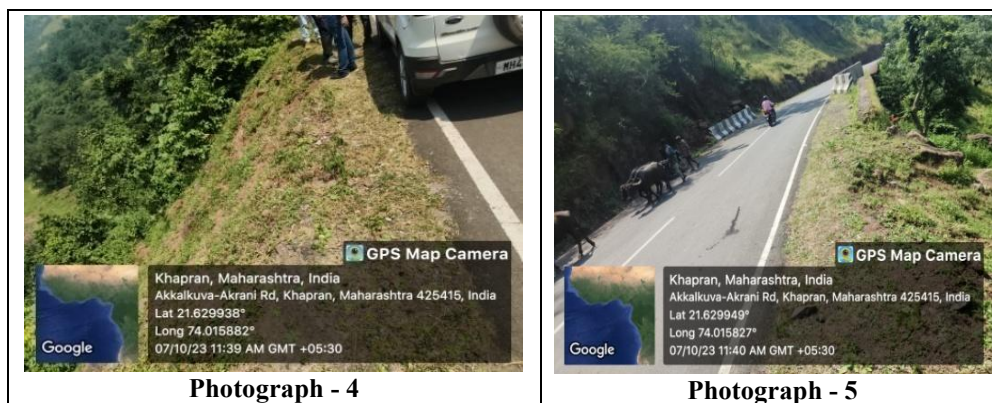 MH
GPS Map Camera
Khapran, Maharashtra, India
Akkalkuva-Akrani Rd, Khapran, Maharashtra 425415, India
Lat 21.629938°
Long 74.015882°
07/10/23 11:39 AM GMT +05:30
Google
Photograph - 4
GPS Map Camera
Khapran, Maharashtra, India
Akkalkuva-Akrani Rd, Khapran, Maharashtra 425415, India
Lat 21.629949°
Long 74.015827°
07/10/23 11:40 AM GMT +05:30
Google
Photograph - 5